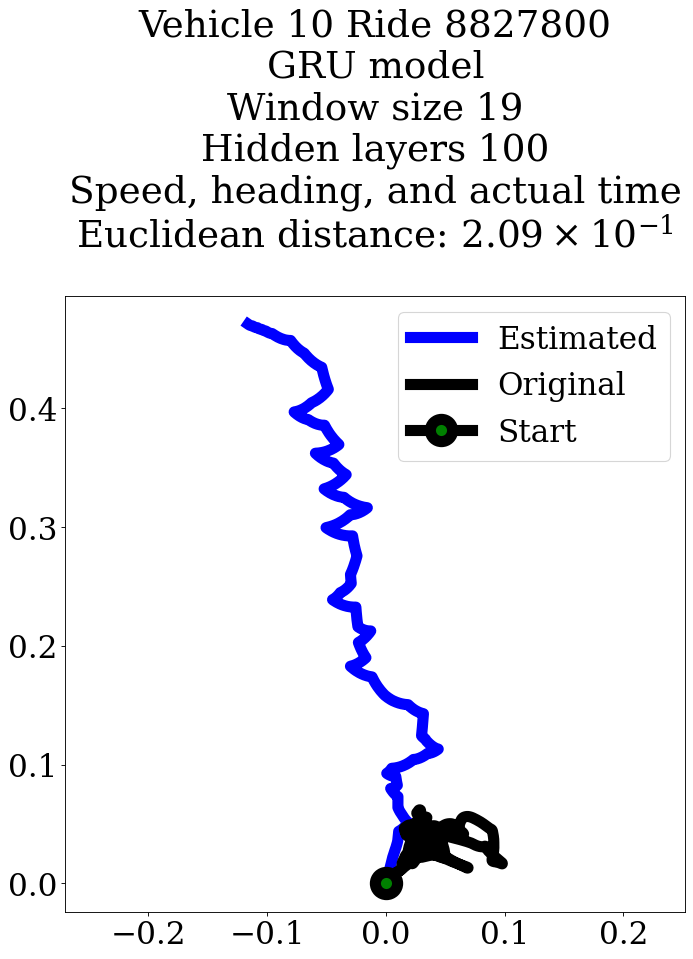 Vehicle 10 Ride 8827800
GRU model
Window size 19
Hidden layers 100
Speed, heading, and actual time
Euclidean distance: 2.09 × 10⁻¹
Estimated
Original
Start
0.4
0.3
0.2
0.1
0.0
−0.2 −0.1 0.0 0.1 0.2